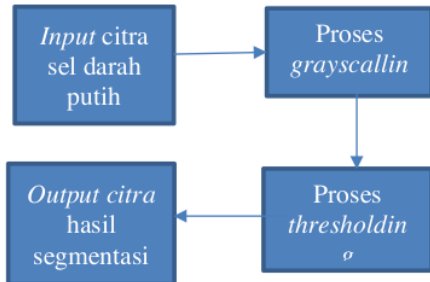 Input citra
sel darah
putih
Proses
grayscallin
Proses
thresholdin
g
Output citra
hasil
segmentasi